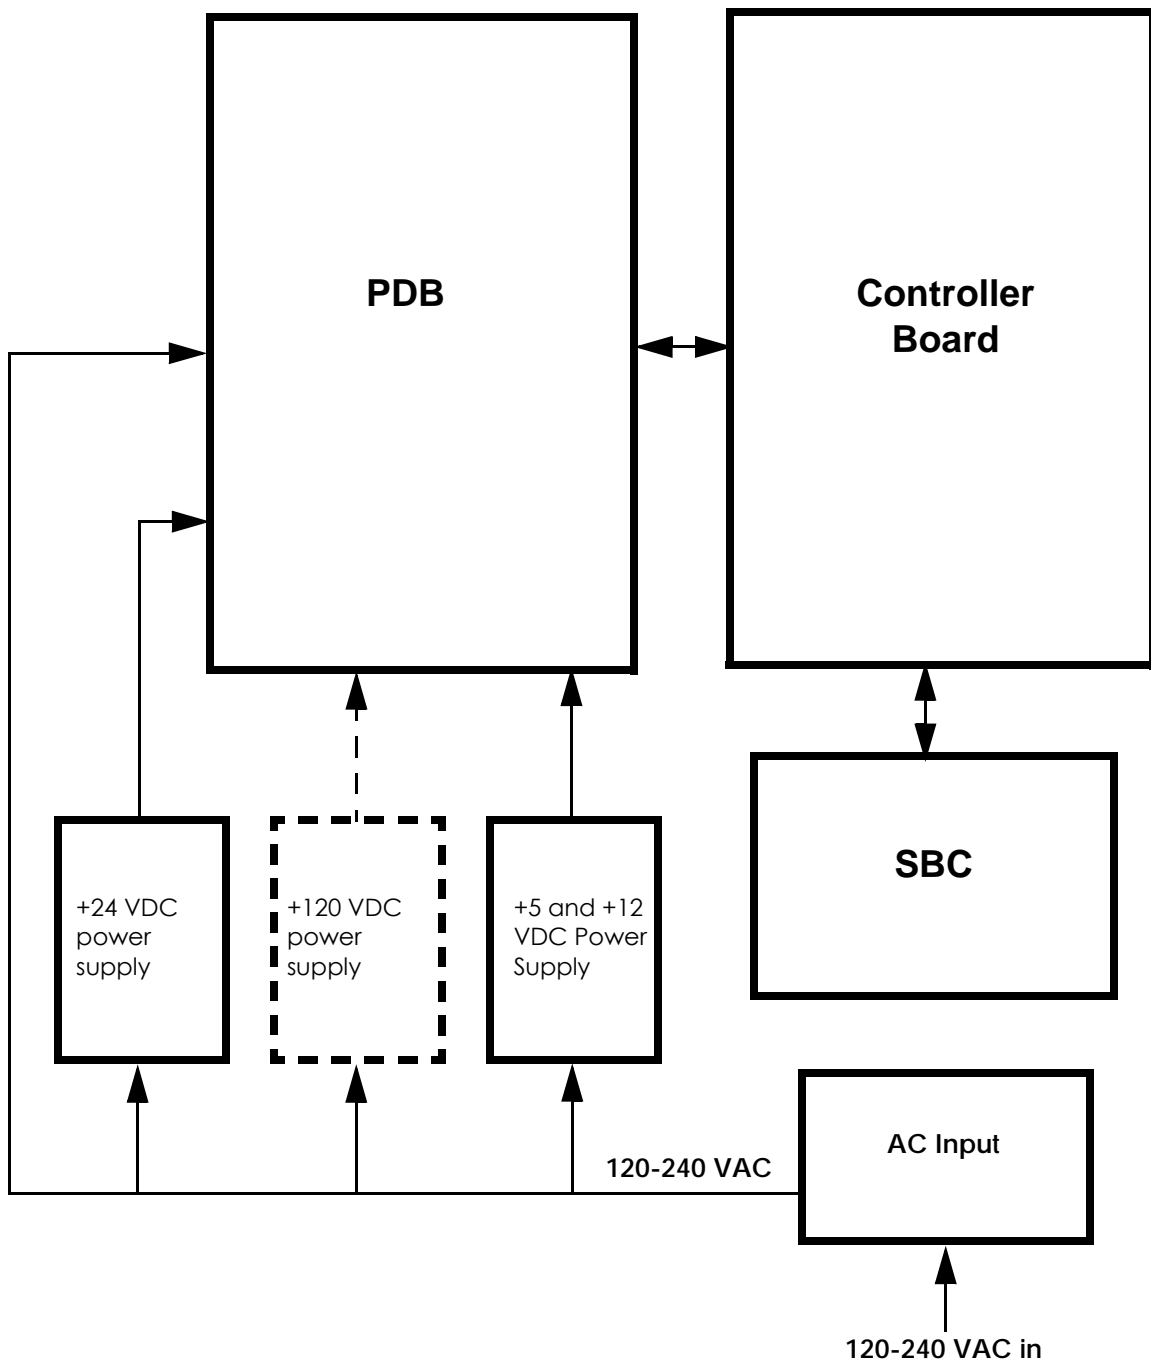 PDB
Controller
Board
SBC
+24 VDC
power
supply
+120 VDC
power
supply
+5 and +12
VDC Power
Supply
AC Input
120-240 VAC
120-240 VAC in